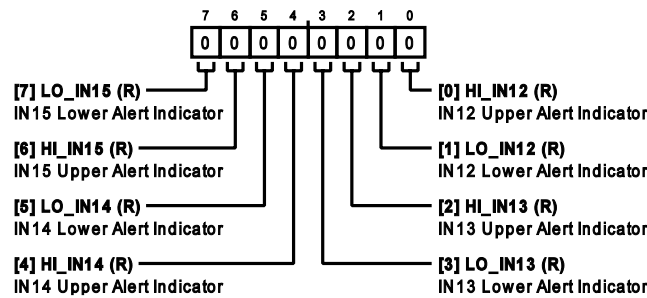 7 6 5 4 3 2 1 0
0 0 0 0 0 0 0 0
[7] LO_IN15 (R)
IN15 Lower Alert Indicator
[6] HI_IN15 (R)
IN15 Upper Alert Indicator
[5] LO_IN14 (R)
IN14 Lower Alert Indicator
[4] HI_IN14 (R)
IN14 Upper Alert Indicator
[0] HI_IN12 (R)
IN12 Upper Alert Indicator
[1] LO_IN12 (R)
IN12 Lower Alert Indicator
[2] HI_IN13 (R)
IN13 Upper Alert Indicator
[3] LO_IN13 (R)
IN13 Lower Alert Indicator